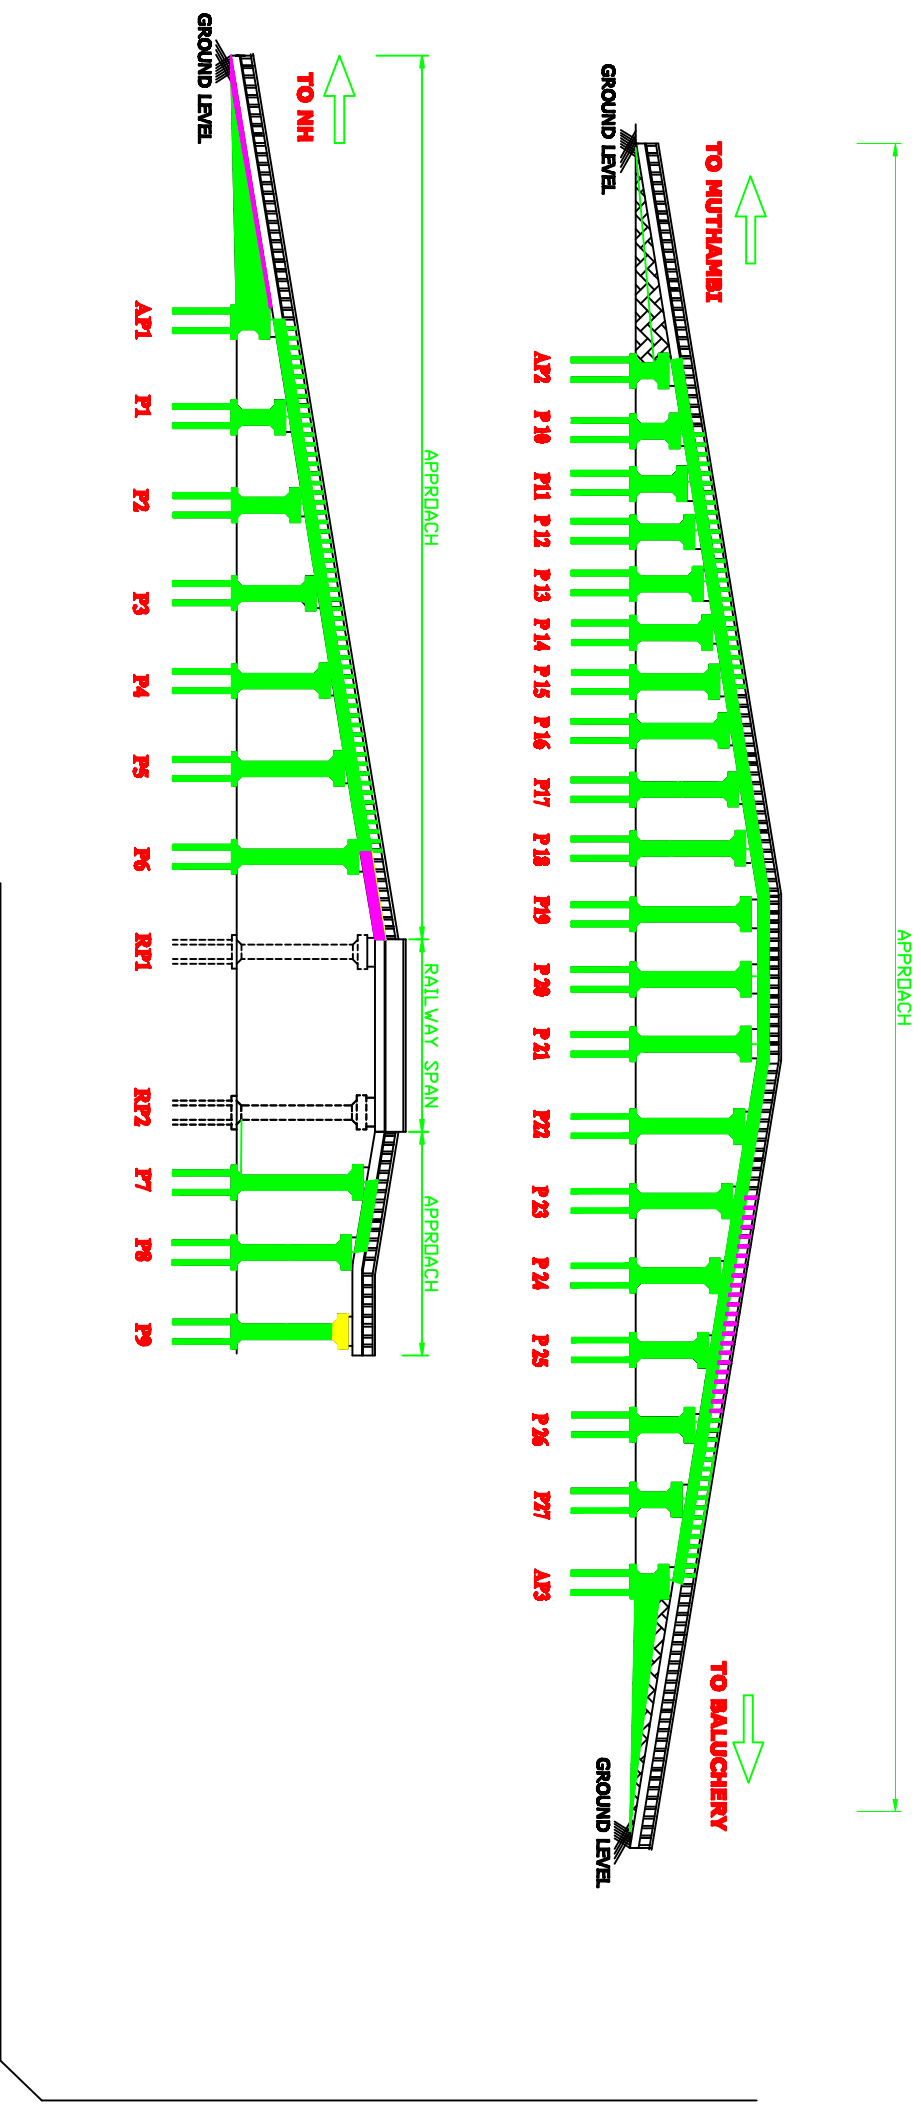 APPROACH
TO MUTHAMBI
TO BALUCHERY
GROUND LEVEL
GROUND LEVEL
AP2 P10 P11 P12 P13 P14 P15 P16 P17 P18 P19 P20 P21 P22 P23 P24 P25 P26 P27 AP3
APPROACH RAILWAY SPAN APPROACH
TO NH
GROUND LEVEL
AP1 P1 P2 P3 P4 P5 P6 RP1 RP2 P7 P8 P9